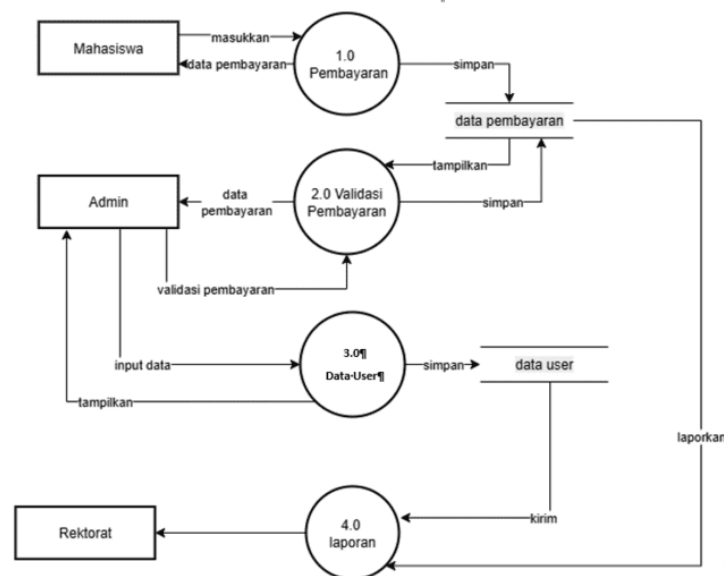 Mahasiswa
masukkan
data pembayaran
1.0
Pembayaran
simpan
data pembayaran
tampilkan
Admin
data
pembayaran
2.0 Validasi
Pembayaran
simpan
validasi pembayaran
3.0¶
Data·User¶
input data
simpan
data user
tampilkan
laporkan
Rektorat
4.0
laporan
kirim